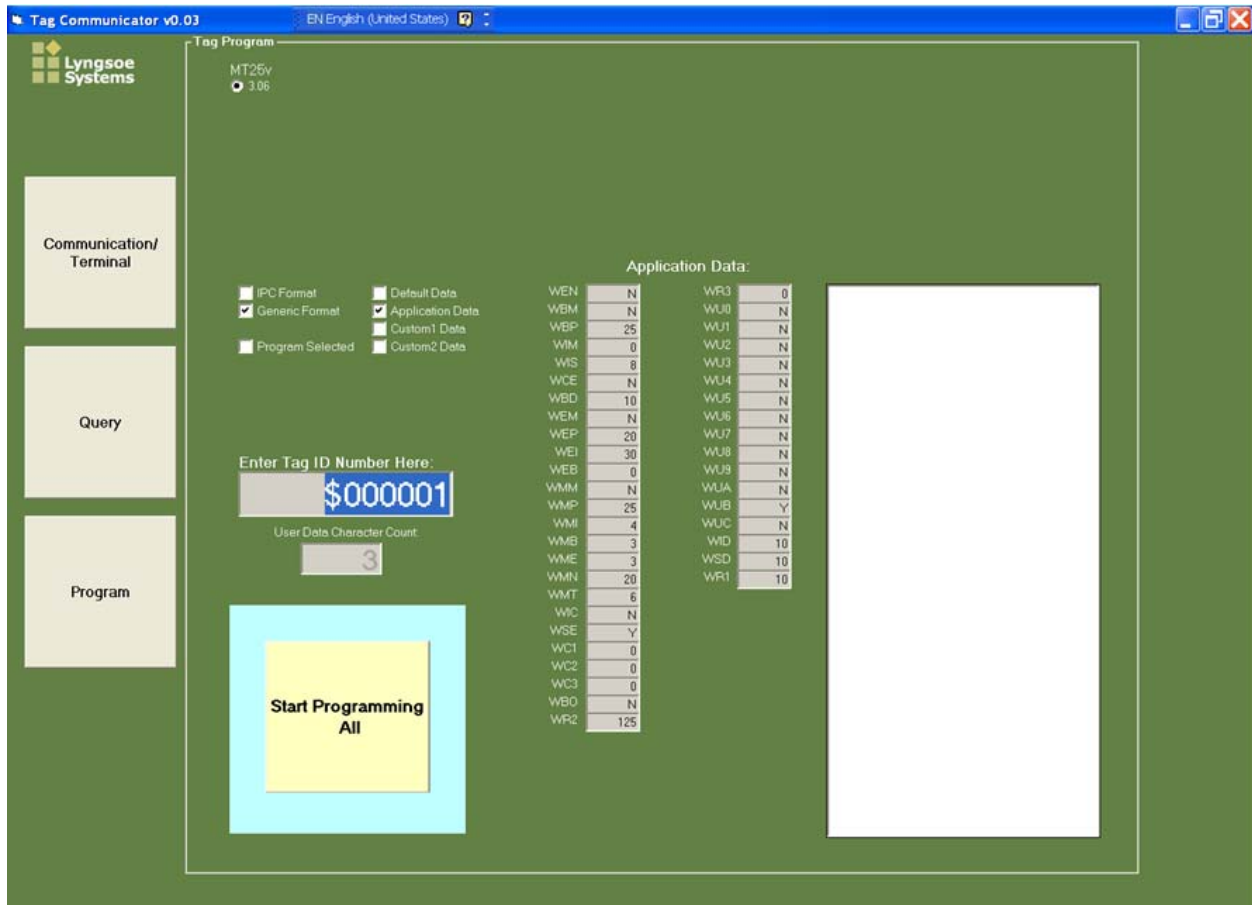 Tag Communicator v0.03
EN English (United States)
Lyngsoe
Systems
Tag Program
MT25v
3.06
Communication/
Terminal
Query
Program
IPC Format
Default Data
Generic Format
Application Data
Custom1 Data
Program Selected
Custom2 Data
Enter Tag ID Number Here:
$000001
User Data Character Count:
3
Start Programming
All
Application Data:
WEN N
WBM N
WBP 25
WIM 0
WIS 8
WCE N
WBD 10
WEM N
WEP 20
WEI 30
WEB 0
WMM N
WMP 25
WMI 4
WMB 3
WME 3
WMN 20
WMT 6
WIC N
WSE Y
WC1 0
WC2 0
WC3 0
WBO N
WR2 125
WR3 0
WU0 N
WU1 N
WU2 N
WU3 N
WU4 N
WU5 N
WU6 N
WU7 N
WU8 N
WU9 N
WUA N
WUB Y
WUC N
WID 10
WSD 10
WR1 10